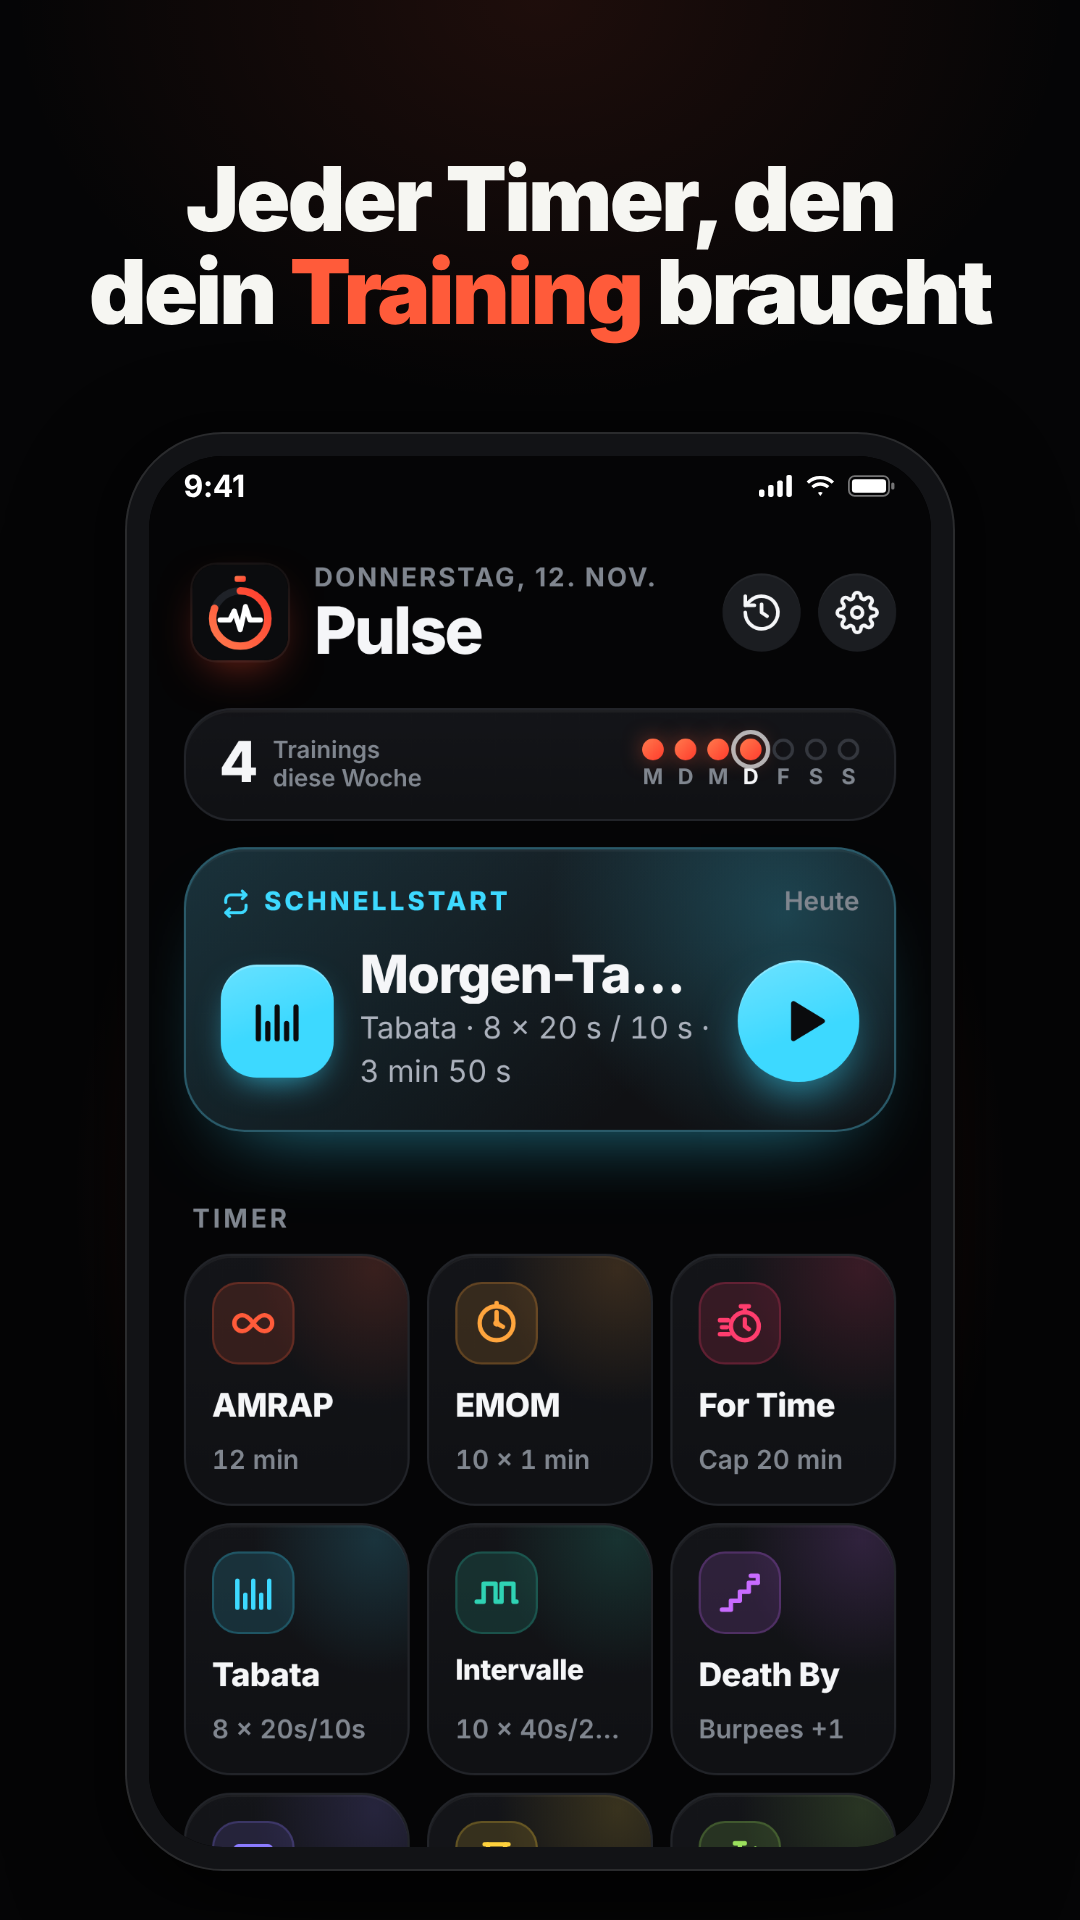 Jeder Timer, den
dein Training braucht
9:41
DONNERSTAG, 12. NOV.
Pulse
4
Trainings
diese Woche
M D M D F S S
SCHNELLSTART
Heute
Morgen-Ta...
Tabata · 8 × 20 s / 10 s ·
3 min 50 s
TIMER
AMRAP
12 min
EMOM
10 × 1 min
For Time
Cap 20 min
Tabata
8 × 20s/10s
Intervalle
10 × 40s/2...
Death By
Burpees +1